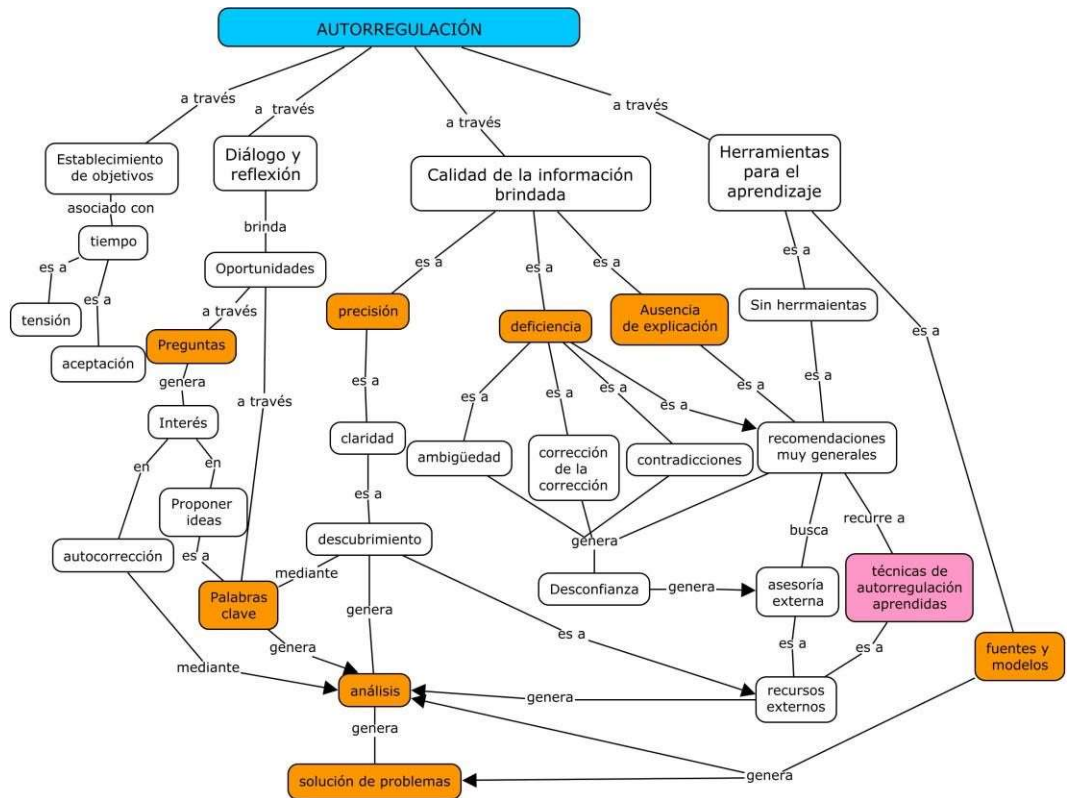 AUTORREGULACIÓN
a través
a través
a través
a través
Establecimiento
de objetivos
Diálogo y
reflexión
Calidad de la información
brindada
Herramientas
para el
aprendizaje
asociado con
brinda
tiempo
es a
es a
es a
es a
es a
Oportunidades
es a
es a
tensión
aceptación
a través
Preguntas
precisión
deficiencia
Ausencia
de explicación
Sin herrmaientas
es a
genera
es a
es a
es a
es a
es a
es a
es a
Interés
a través
claridad
ambigüedad
corrección
de la
corrección
contradicciones
recomendaciones
muy generales
en
en
es a
Proponer
ideas
autocorrección
es a
descubrimiento
genera
busca
recurre a
mediante
Palabras
clave
genera
Desconfianza
genera
asesoría
externa
técnicas de
autorregulación
aprendidas
genera
es a
es a
es a
fuentes y
modelos
mediante
análisis
genera
recursos
externos
genera
solución de problemas
genera